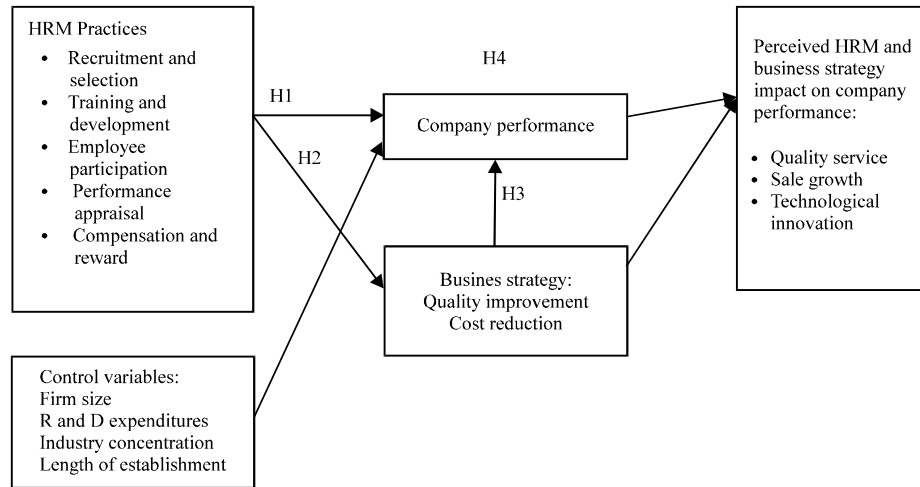 HRM Practices
• Recruitment and
selection
• Training and
development
• Employee
participation
• Performance
appraisal
• Compensation and
reward
Control variables:
Firm size
R and D expenditures
Industry concentration
Length of establishment
H1
H2
H4
Company performance
H3
Busines strategy:
Quality improvement
Cost reduction
Perceived HRM and
business strategy
impact on company
performance:
• Quality service
• Sale growth
• Technological
innovation